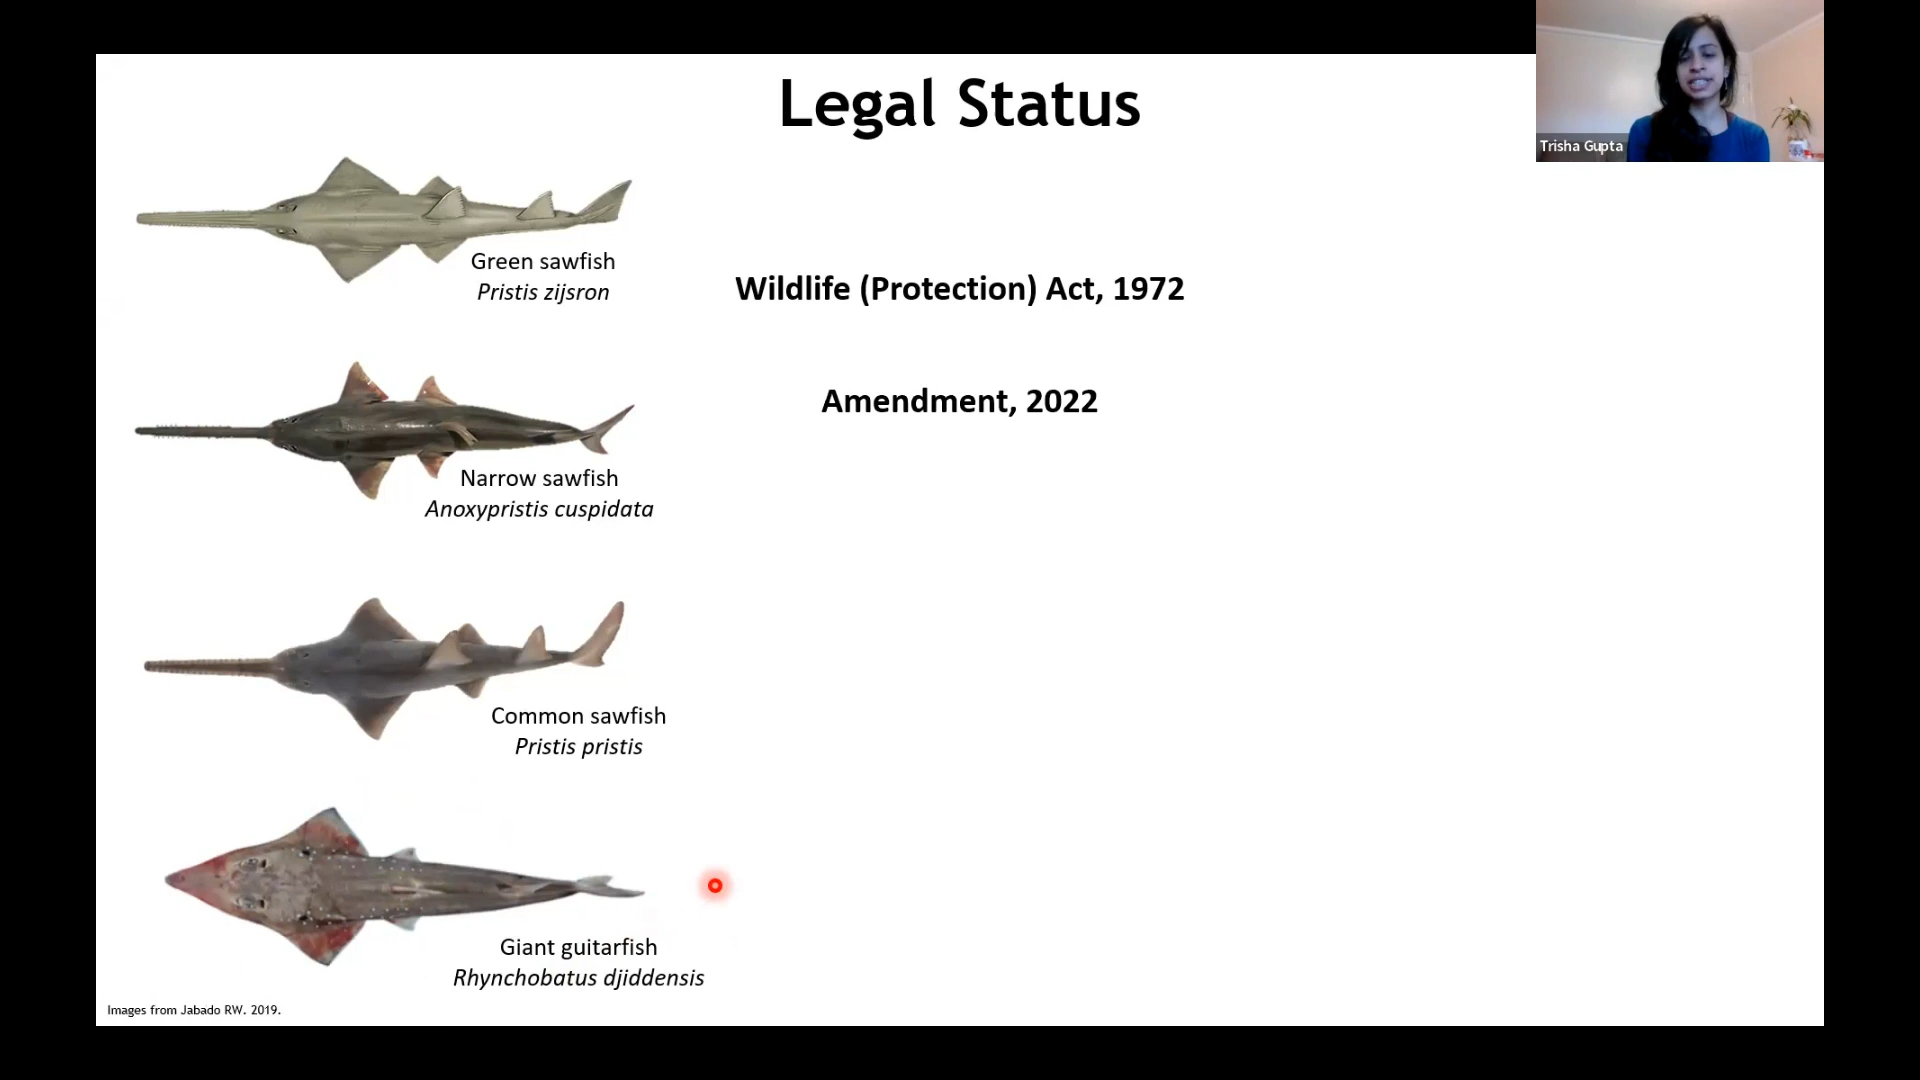 Legal Status
Trisha Gupta
Green sawfish
Pristis zijsron
Wildlife (Protection) Act, 1972
Amendment, 2022
Narrow sawfish
Anoxypristis cuspidata
Common sawfish
Pristis pristis
Giant guitarfish
Rhynchobatus djiddensis
Images from Jabado RW. 2019.